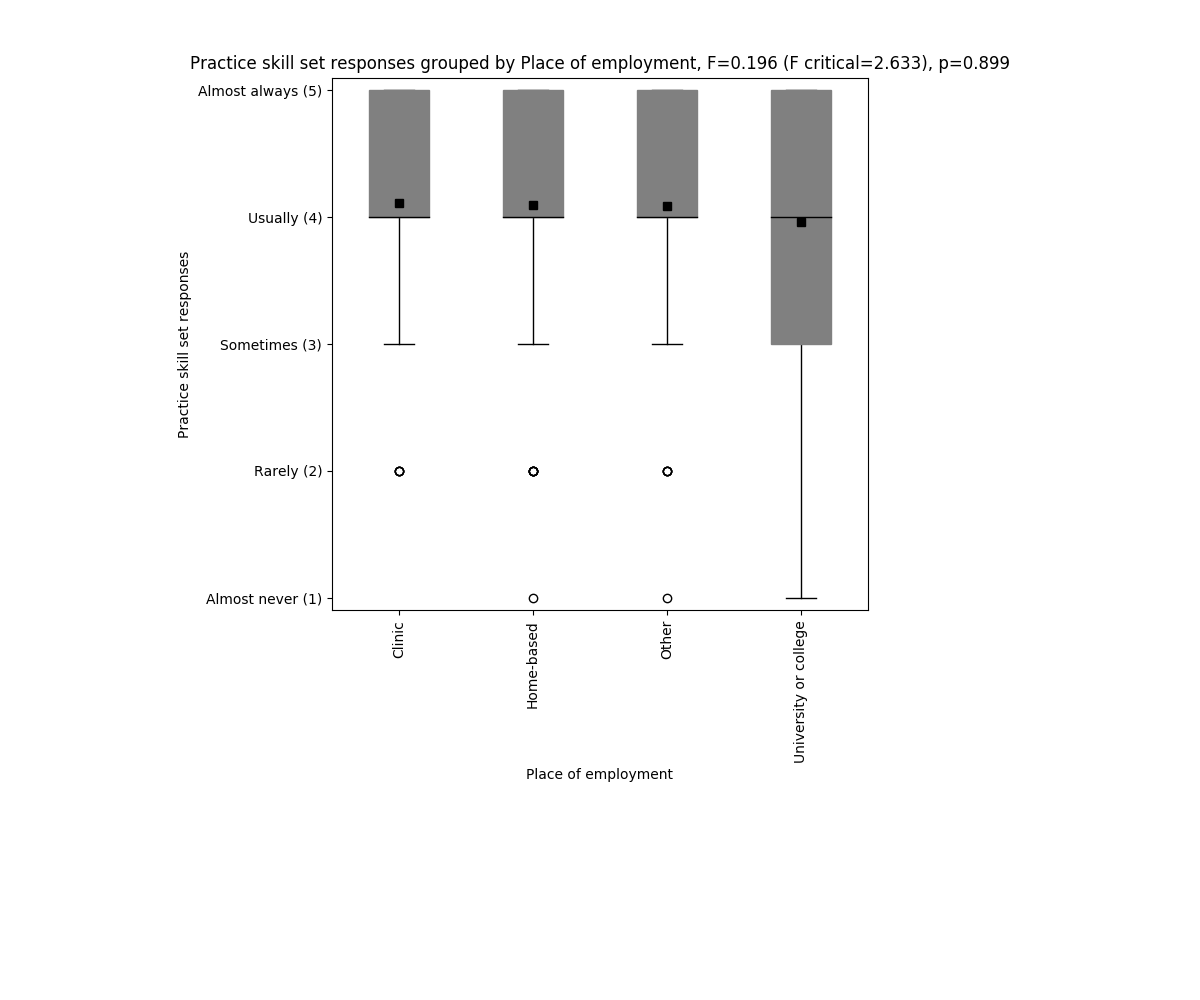 Practice skill set responses grouped by Place of employment, F=0.196 (F critical=2.633), p=0.899
Almost always (5)
Usually (4)
Sometimes (3)
Rarely (2)
Almost never (1)
Practice skill set responses
Clinic
Home-based
Other
University or college
Place of employment